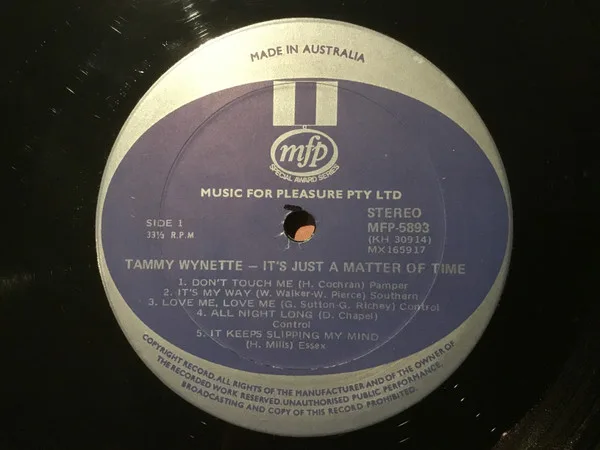 MADE IN AUSTRALIA
mfp
SPECIAL AWARD SERIES
MUSIC FOR PLEASURE PTY LTD
SIDE 1
33⅓ R.P.M
STEREO
MFP-5893
(KH 30914)
MX165917
TAMMY WYNETTE – IT'S JUST A MATTER OF TIME
1. DON'T TOUCH ME (H. Cochran) Pamper
2. IT'S MY WAY (W. Walker-W. Pierce) Southern
3. LOVE ME, LOVE ME (G. Sutton-G. Richey) Control
4. ALL NIGHT LONG (D. Chapel)
Control
5. IT KEEPS SLIPPING MY MIND
(H. Mills) Essex
COPYRIGHT RECORD. ALL RIGHTS OF THE MANUFACTURER AND OF THE OWNER OF
THE RECORDED WORK RESERVED. UNAUTHORISED PUBLIC PERFORMANCE,
BROADCASTING AND COPY OF THIS RECORD PROHIBITED.